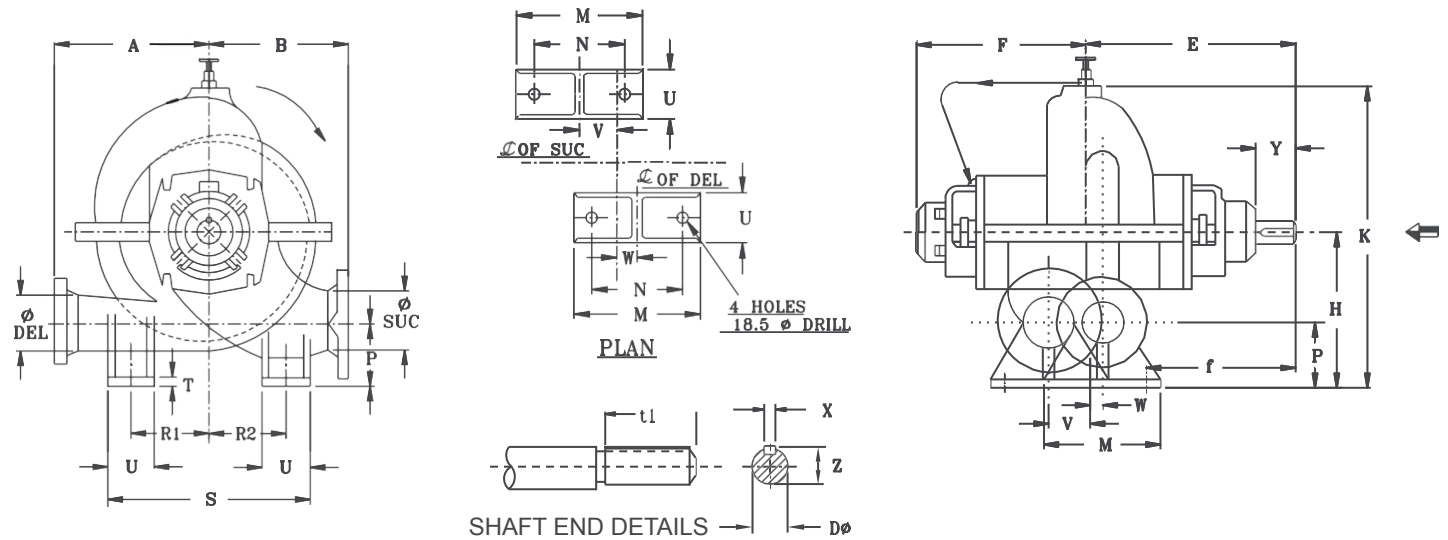 A
B
Ø
DEL
Ø
SUC
P
T
R1
R2
U
U
S
M
N
U
V
℄ OF SUC
℄ OF DEL
U
W
N
M
4 HOLES
18.5 ø DRILL
PLAN
t1
X
Z
Dø
SHAFT END DETAILS
F
E
Y
K
H
P
f
W
V
M